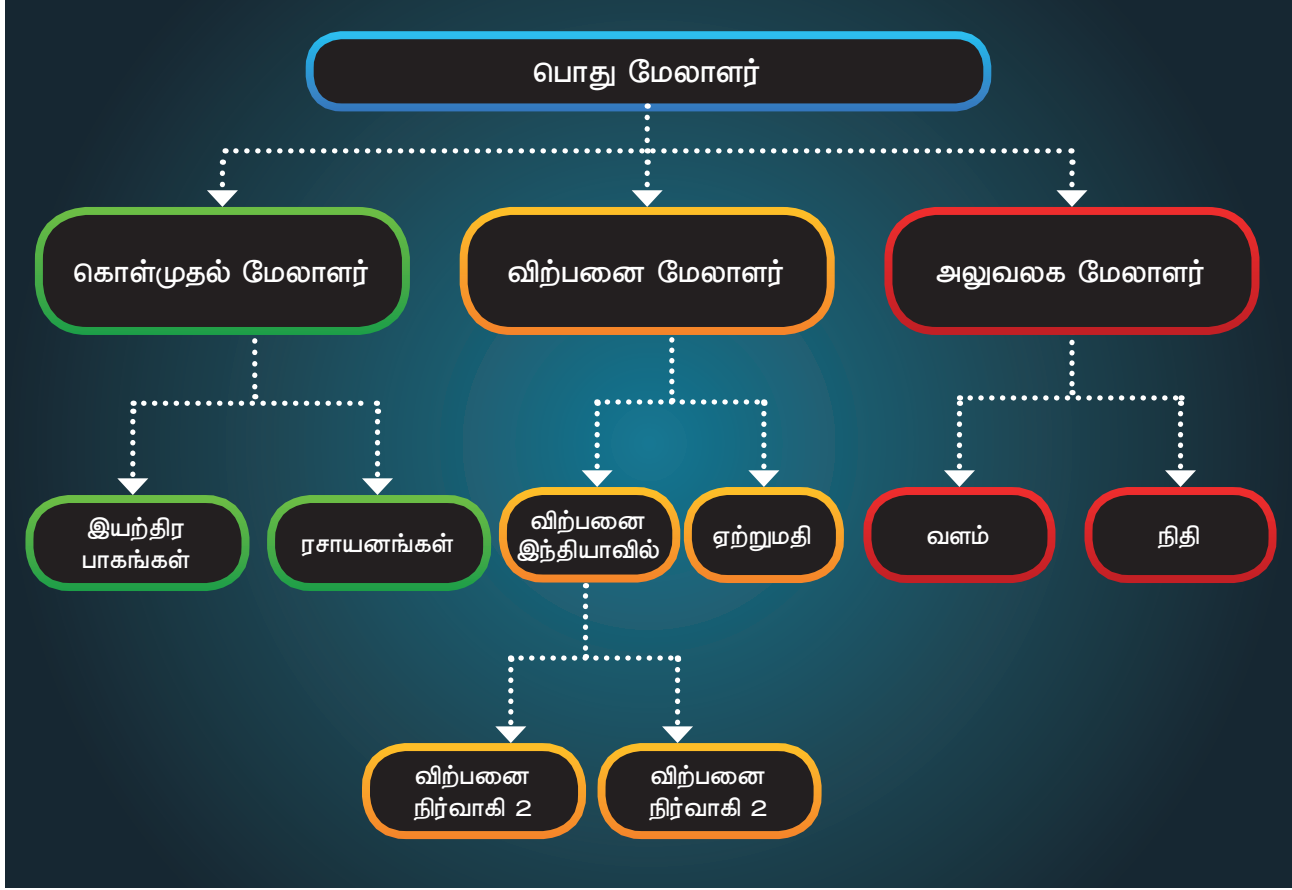 பொது மேலாளர்
கொள்முதல் மேலாளர்
விற்பனை மேலாளர்
அலுவலக மேலாளர்
இயற்திர
பாகங்கள்
ரசாயனங்கள்
விற்பனை
இந்தியாவில்
ஏற்றுமதி
வளம்
நிதி
விற்பனை
நிர்வாகி 2
விற்பனை
நிர்வாகி 2